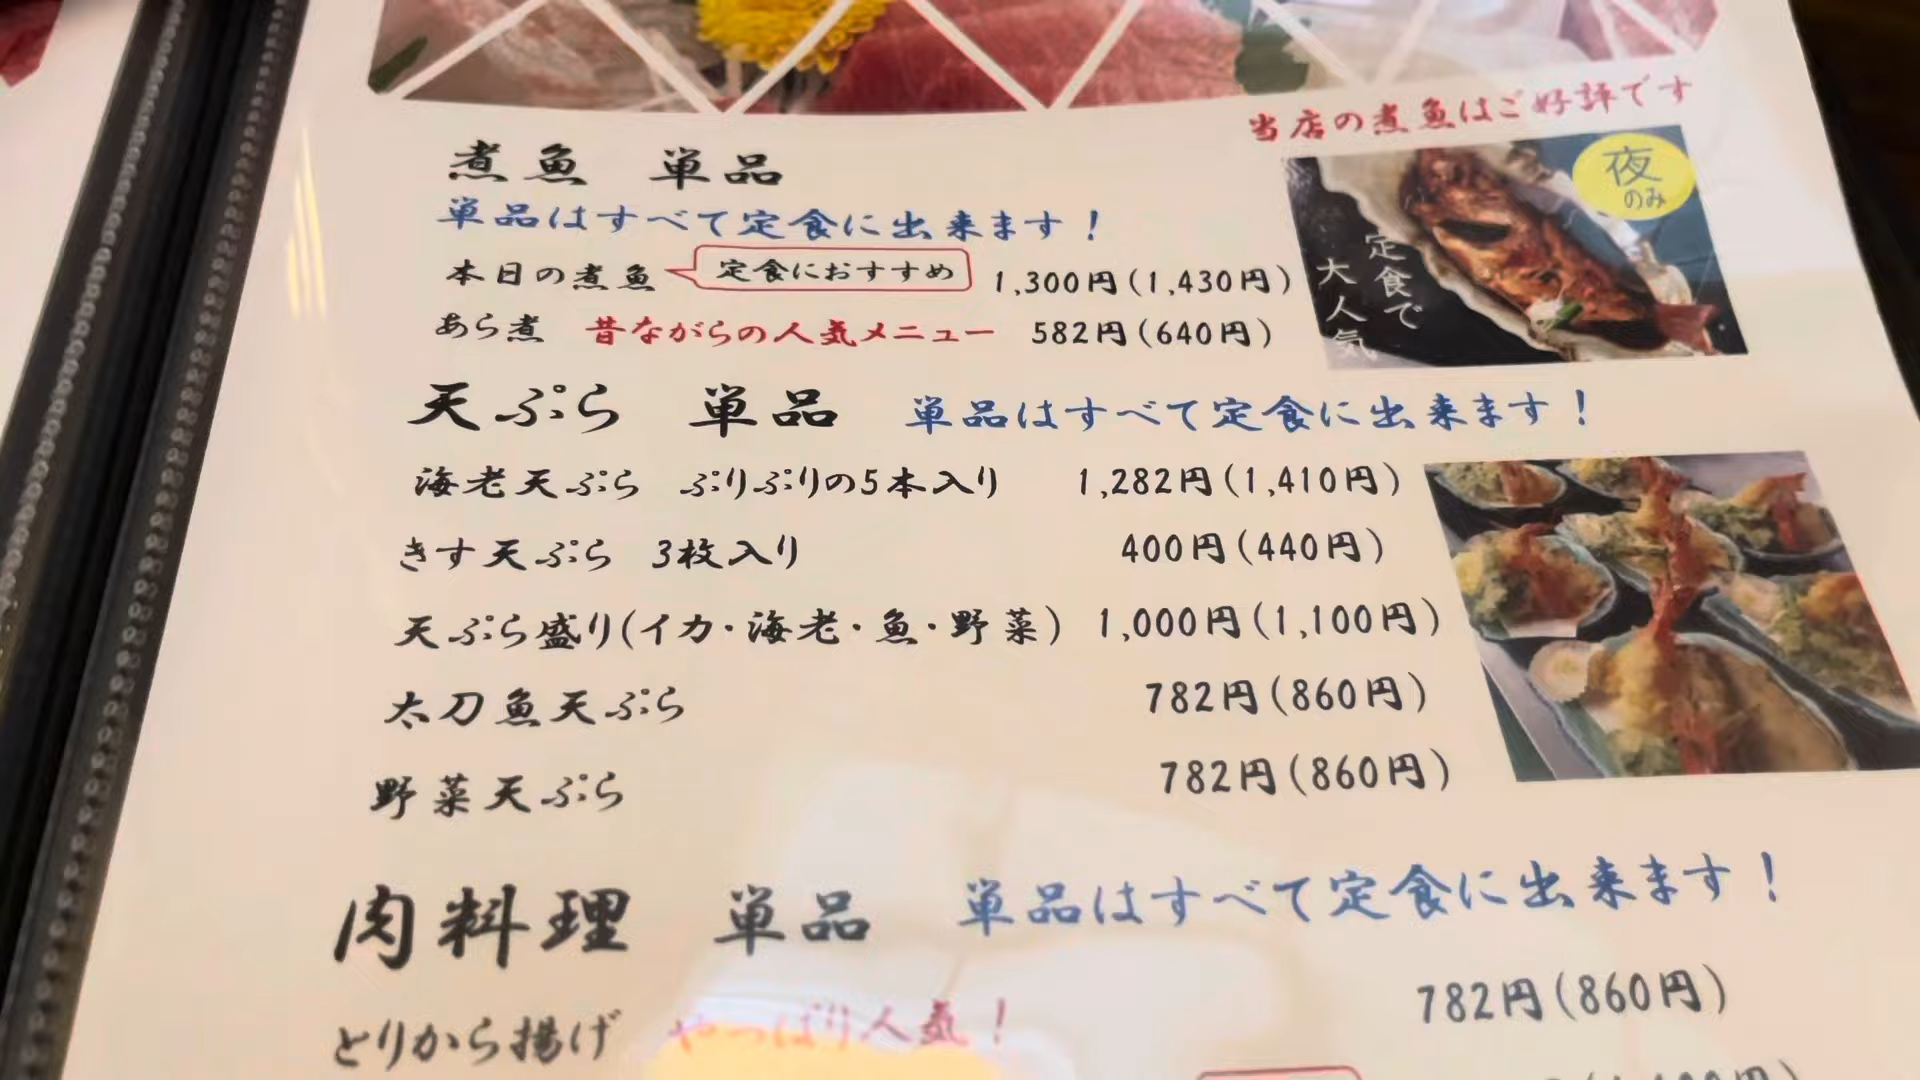 当店の煮魚はご好評です
夜のみ
定食で
大人気
煮魚 単品
単品はすべて定食に出来ます！
本日の煮魚 定食におすすめ 1,300円(1,430円)
あら煮 昔ながらの人気メニュー 582円(640円)
天ぷら 単品 単品はすべて定食に出来ます！
海老天ぷら ぷりぷりの5本入り 1,282円(1,410円)
きす天ぷら 3枚入り 400円(440円)
天ぷら盛り(イカ・海老・魚・野菜) 1,000円(1,100円)
太刀魚天ぷら 782円(860円)
野菜天ぷら 782円(860円)
肉料理 単品 単品はすべて定食に出来ます！
とりから揚げ やっぱり人気！ 782円(860円)